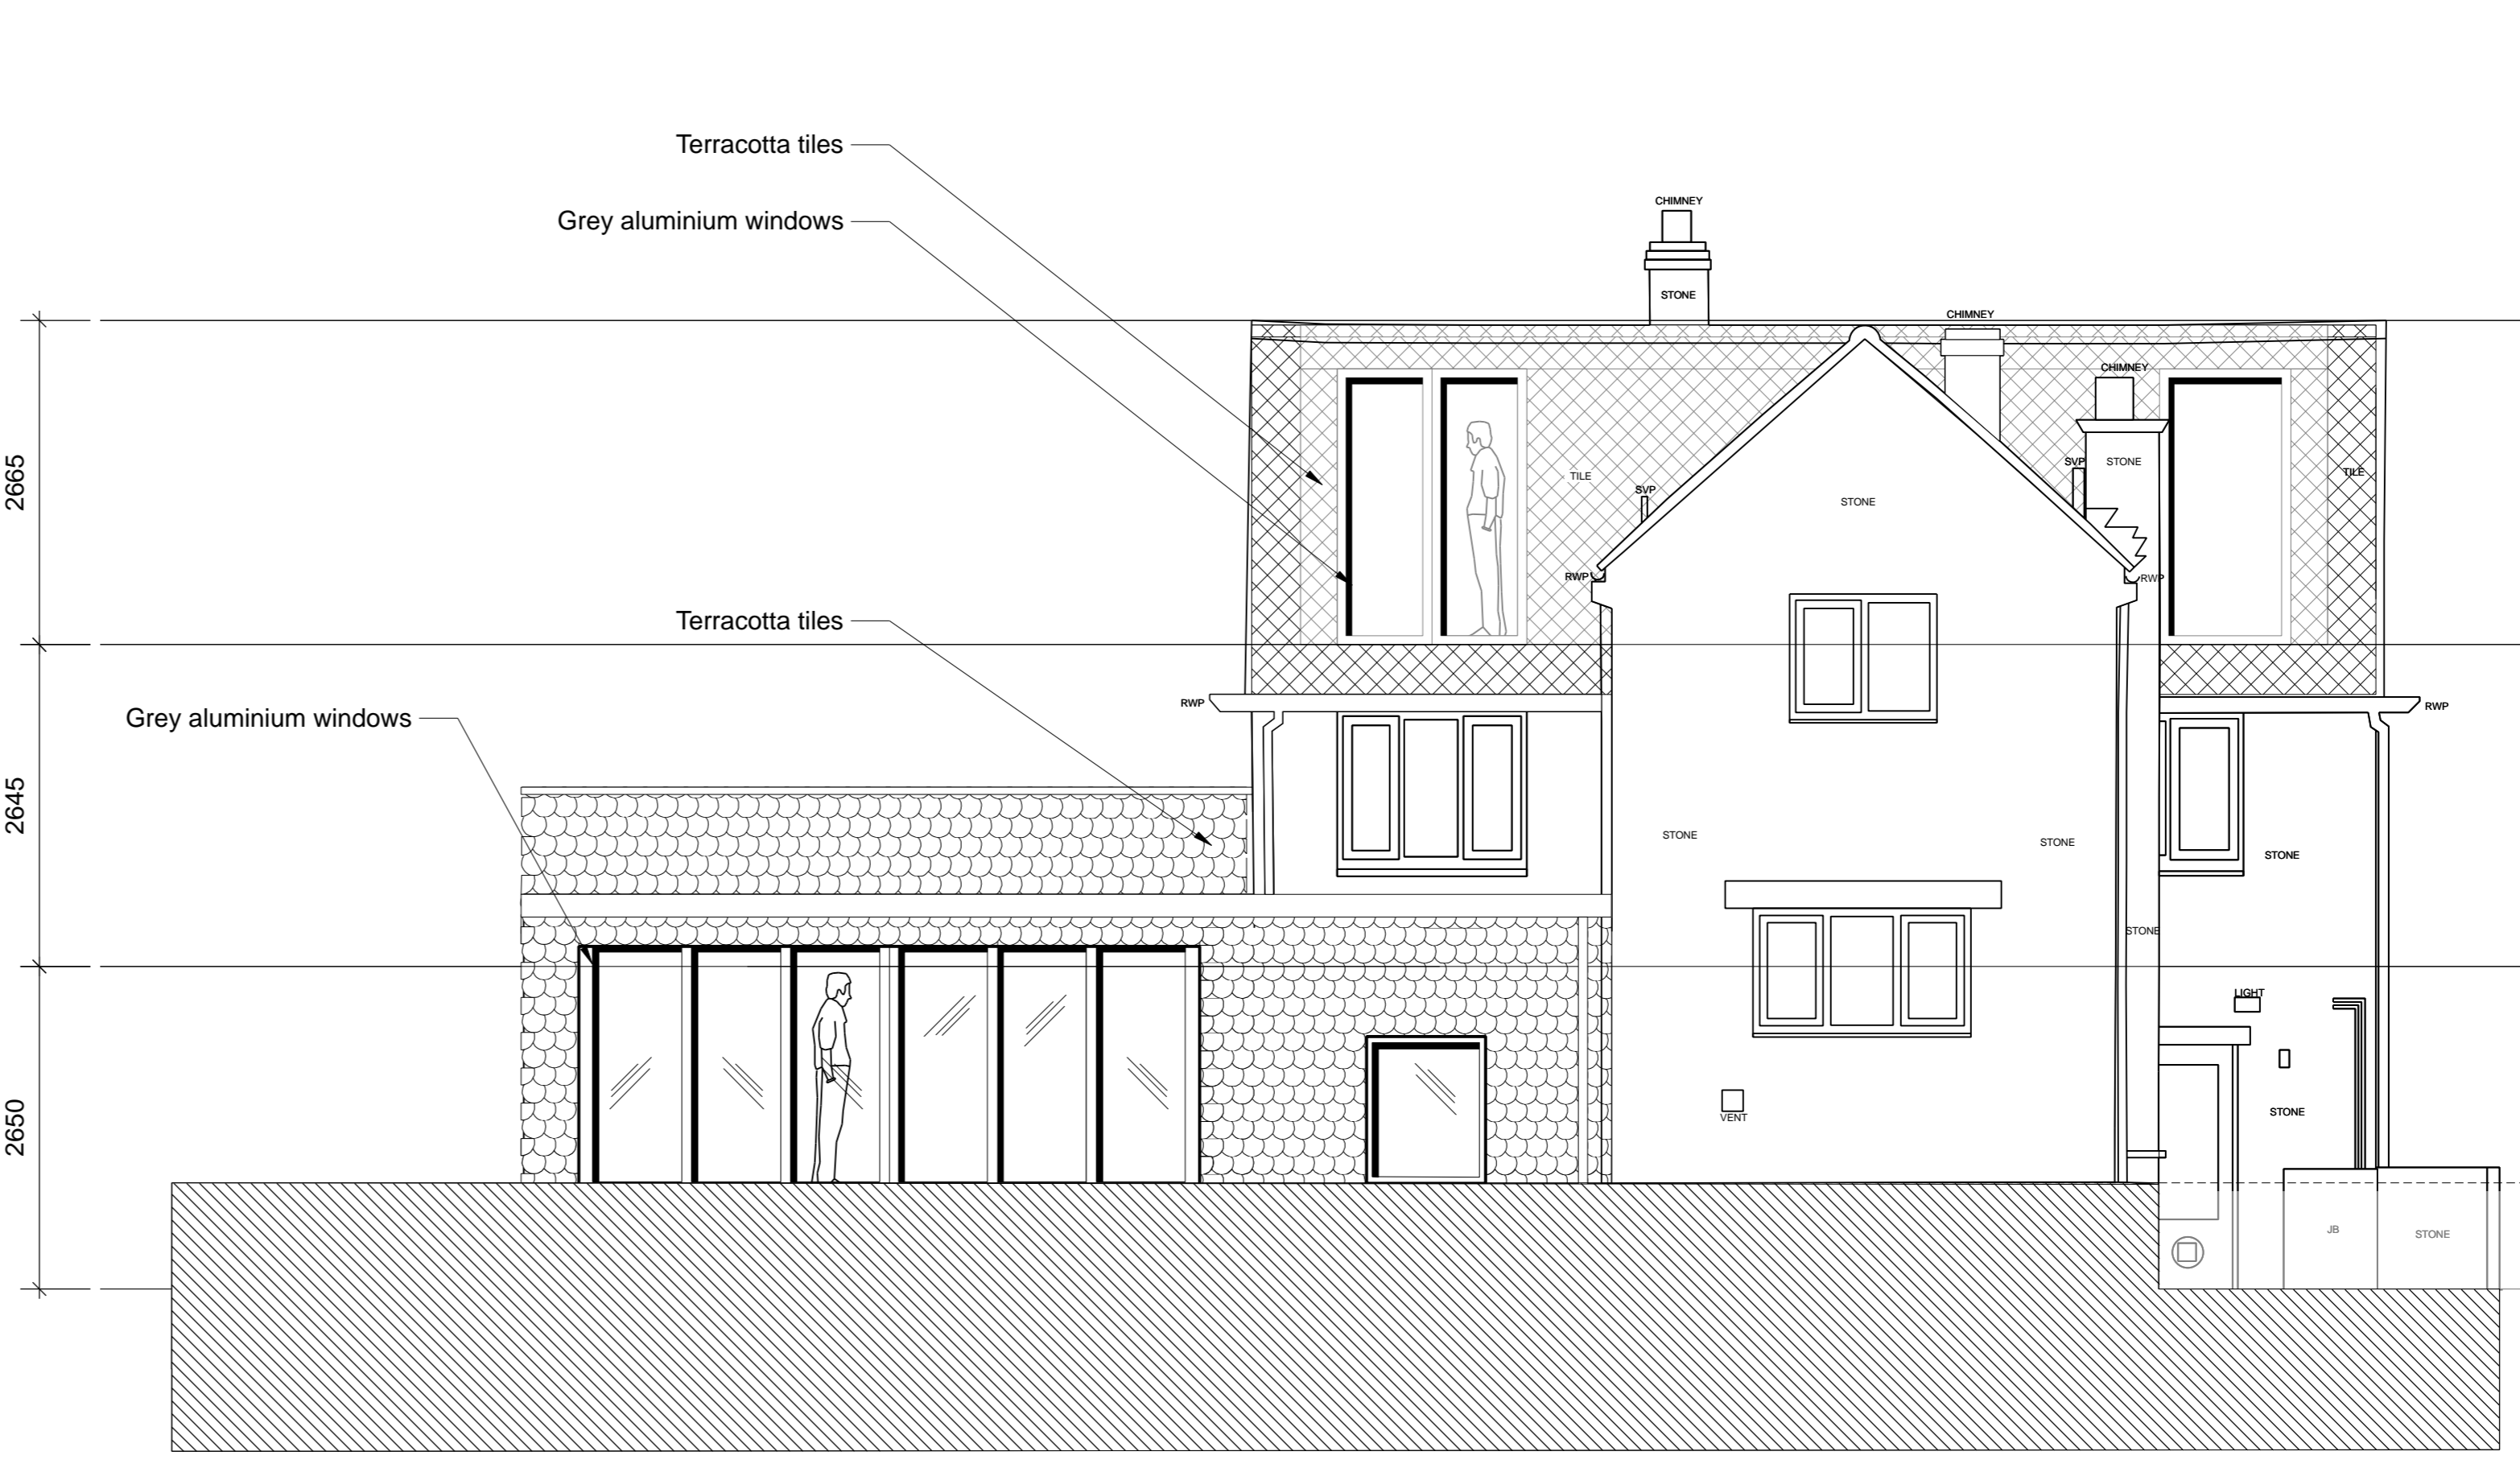 Terracotta tiles
CHIMNEY
Grey aluminium windows
STONE
CHIMNEY
CHIMNEY
2665
SVP
STONE
TILE
TILE
SVP
STONE
RWP
RWP
Terracotta tiles
RWP
RWP
Grey aluminium windows
2645
STONE
STONE
STONE
STONE
LIGHT
2650
VENT
STONE
JB
STONE